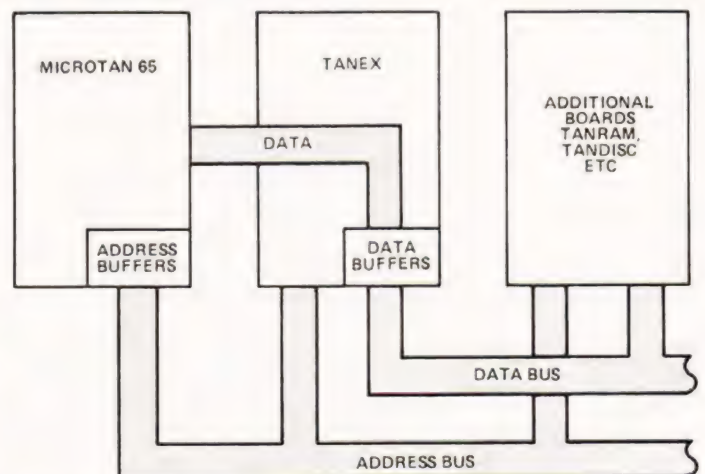 MICROTAN 65
TANEX
ADDITIONAL
BOARDS
TANRAM,
TANDISC
ETC
DATA
ADDRESS
BUFFERS
DATA
BUFFERS
DATA BUS
ADDRESS BUS